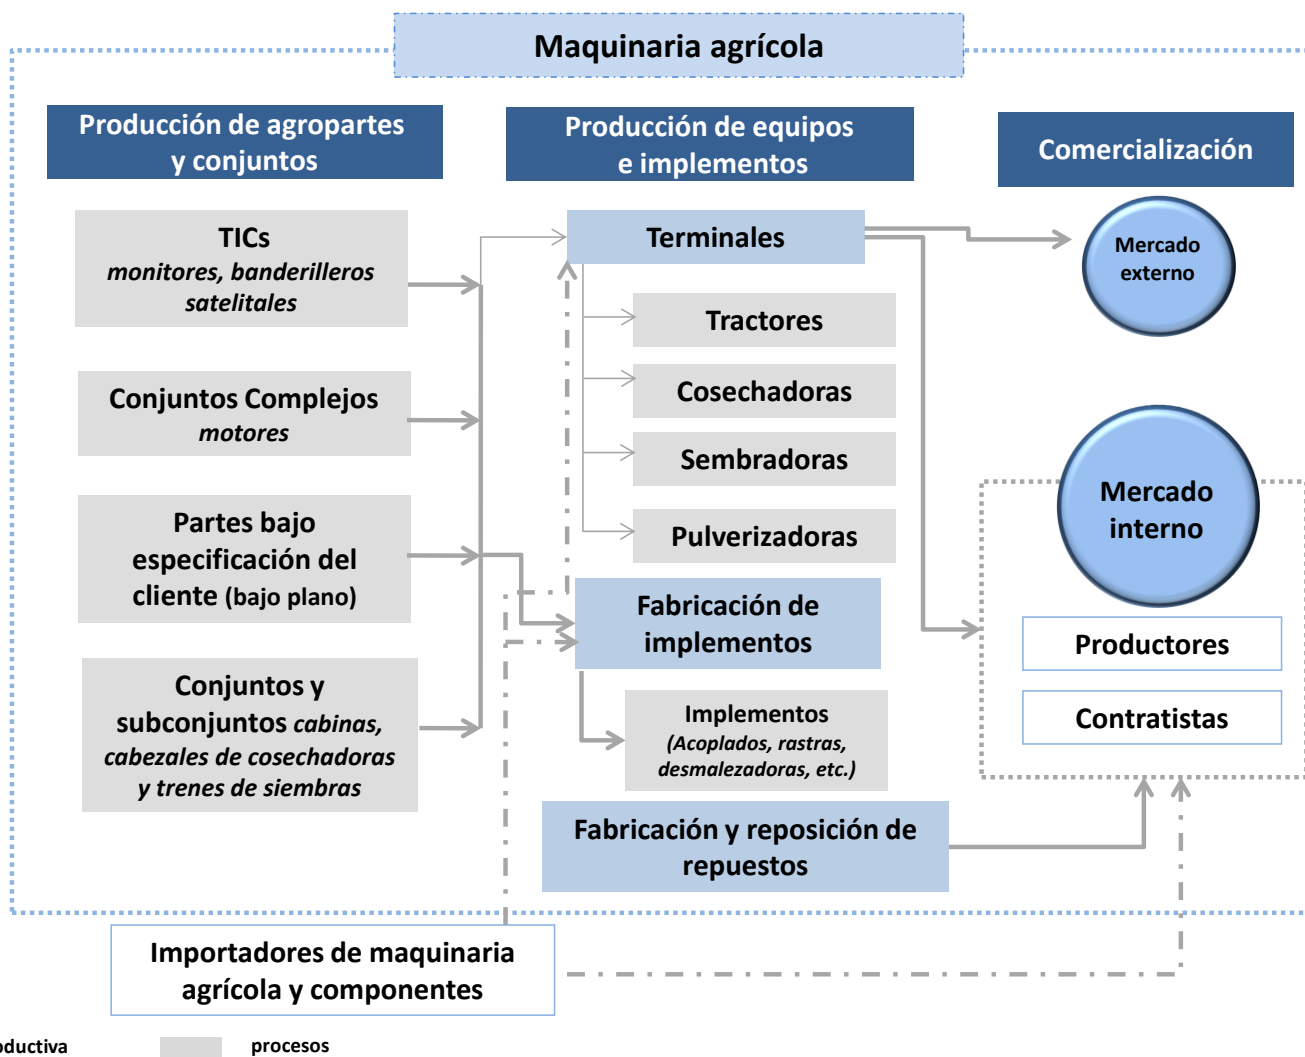 Maquinaria agrícola
Producción de agropartes
y conjuntos
Producción de equipos
e implementos
Comercialización
TICs
monitores, banderilleros
satelitales
Conjuntos Complejos
motores
Partes bajo
especificación del
cliente (bajo plano)
Conjuntos y
subconjuntos cabinas,
cabezales de cosechadoras
y trenes de siembras
Terminales
Tractores
Cosechadoras
Sembradoras
Pulverizadoras
Fabricación de
implementos
Implementos
(Acoplados, rastras,
desmalezadoras, etc.)
Fabricación y reposición de
repuestos
Mercado
externo
Mercado
interno
Productores
Contratistas
Importadores de maquinaria
agrícola y componentes
procesos